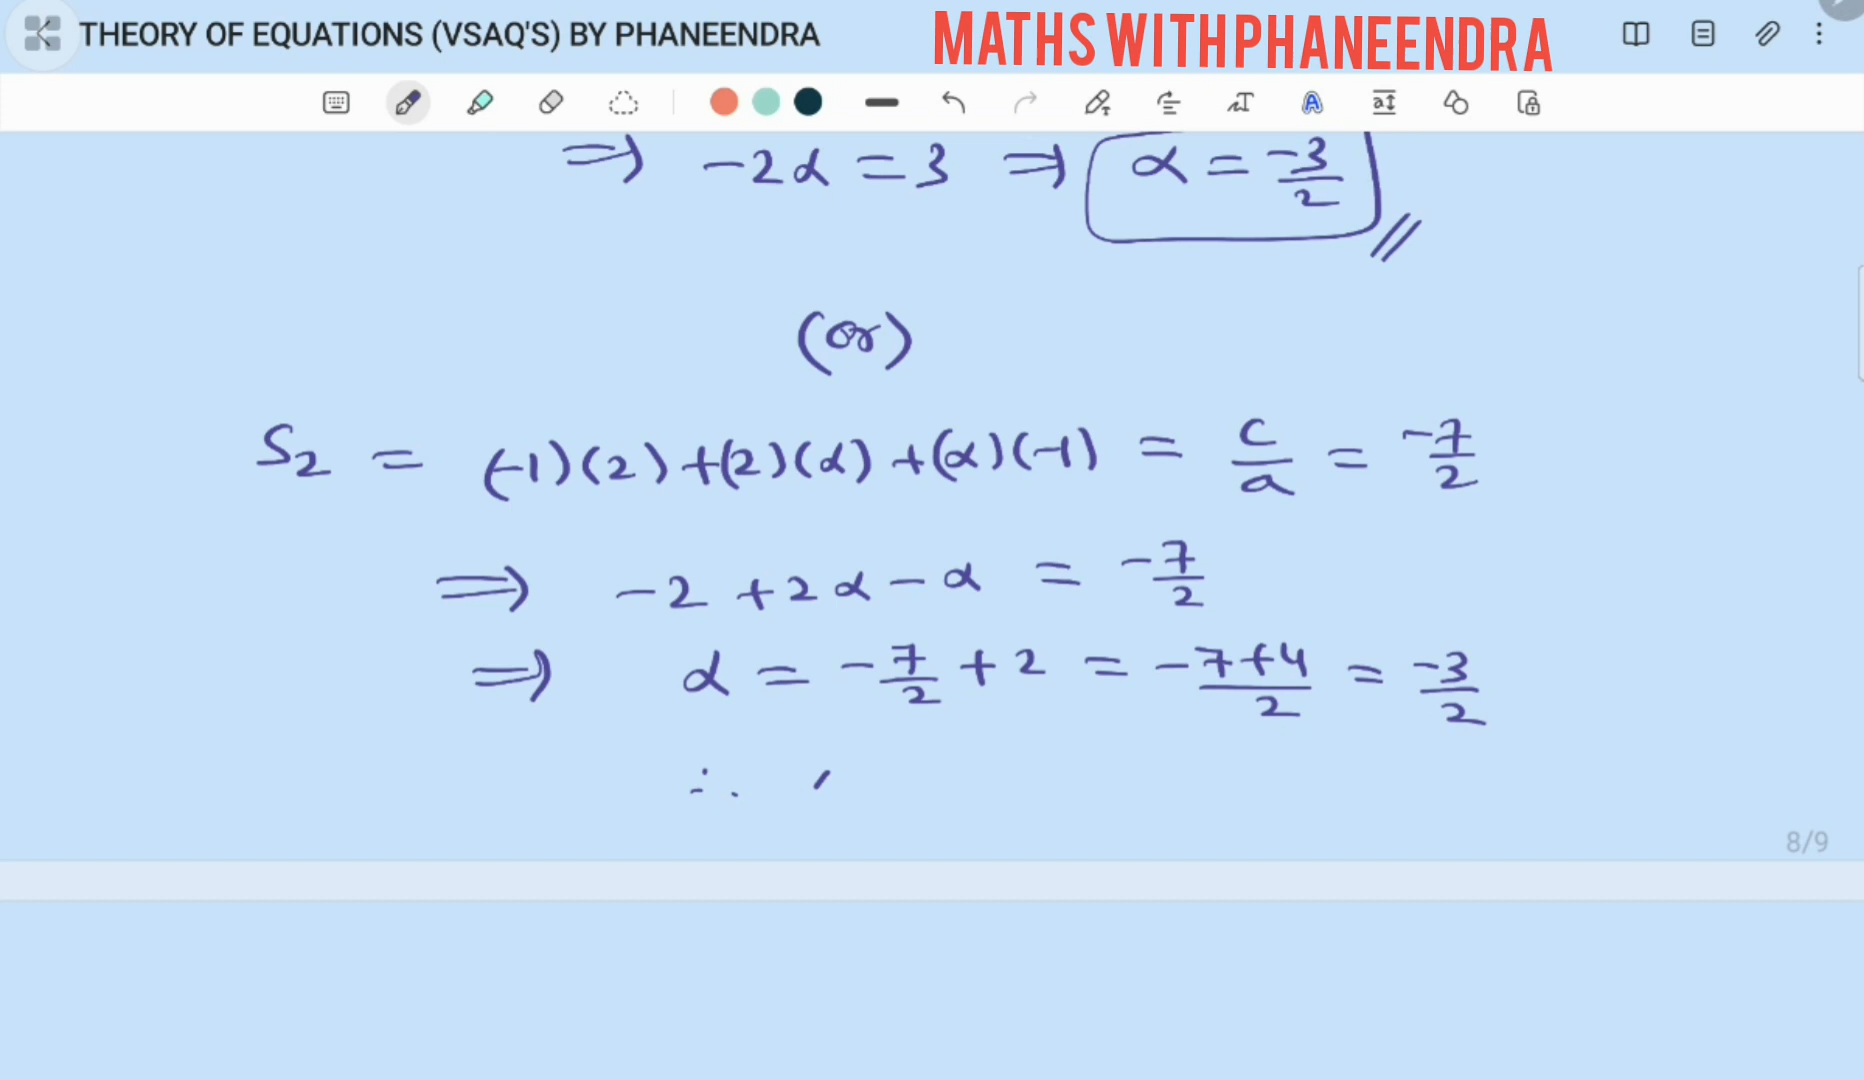 THEORY OF EQUATIONS (VSAQ'S) BY PHANEENDRA
MATHS WITH PHANEENDRA
⇒ -2α = 3 ⇒ α = -3/2
(or)
S₂ = (-1)(2)+(2)(α)+(α)(-1) = c/a = -7/2
⇒ -2 + 2α - α = -7/2
⇒ α = -7/2 + 2 = (-7+4)/2 = -3/2
∴
8/9